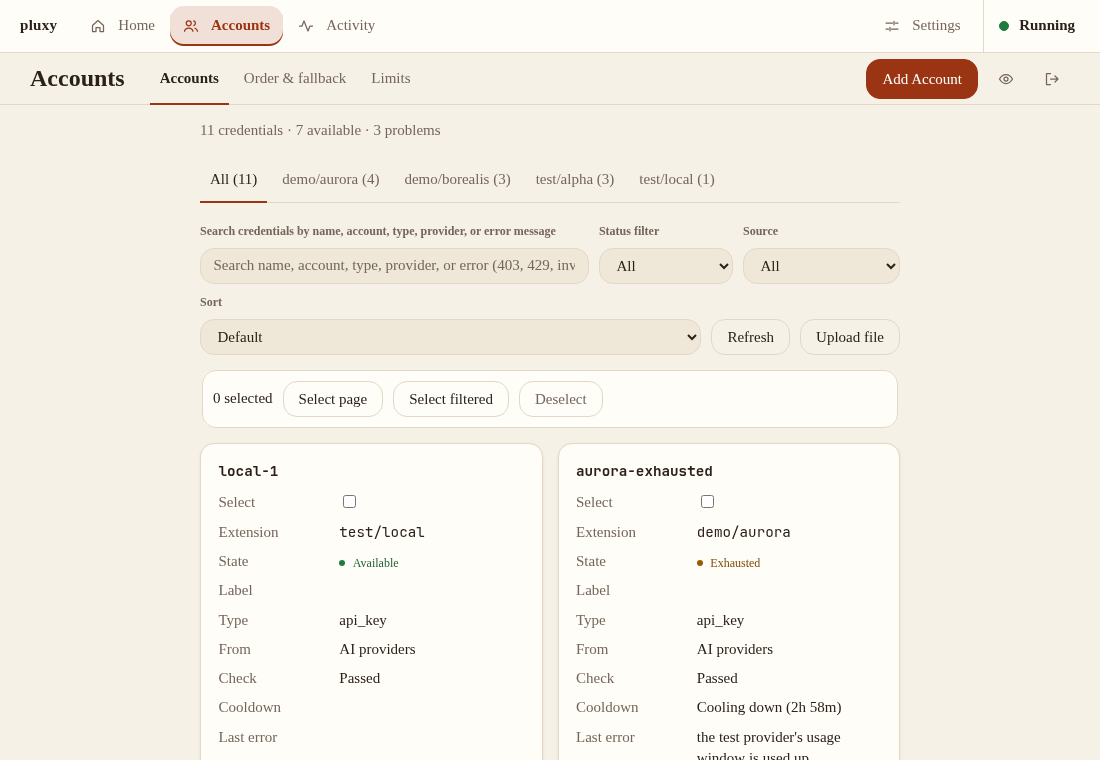 pluxy Home Accounts Activity Settings Running
Accounts Accounts Order & fallback Limits Add Account
11 credentials · 7 available · 3 problems
All (11) demo/aurora (4) demo/borealis (3) test/alpha (3) test/local (1)
Search credentials by name, account, type, provider, or error message Status filter Source
Search name, account, type, provider, or error (403, 429, inv All All
Sort
Default Refresh Upload file
0 selected Select page Select filtered Deselect
local-1
Select
Extension test/local
State Available
Label
Type api_key
From AI providers
Check Passed
Cooldown
Last error
aurora-exhausted
Select
Extension demo/aurora
State Exhausted
Label
Type api_key
From AI providers
Check Passed
Cooldown Cooling down (2h 58m)
Last error the test provider's usage
window is used up